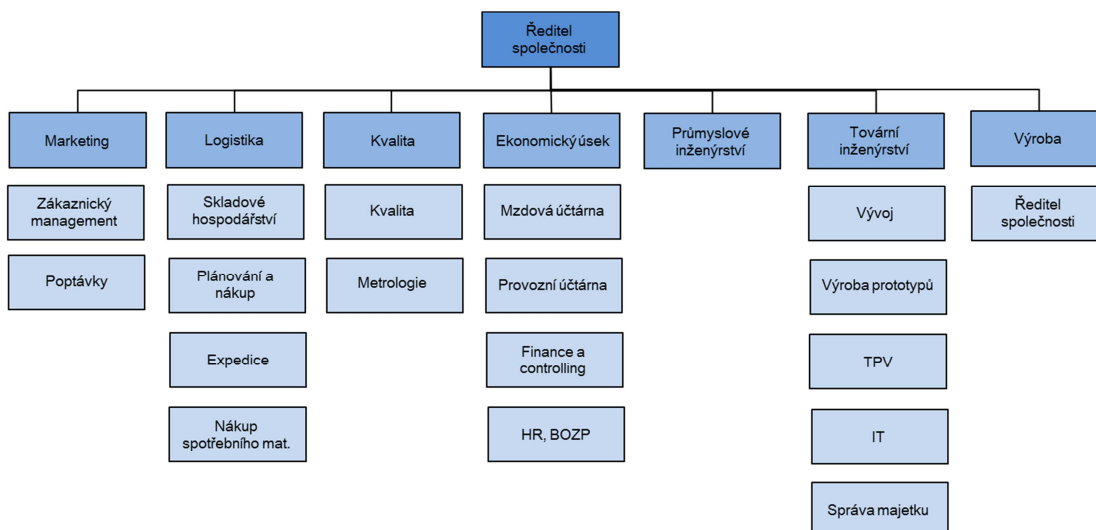 Ředitel
společnosti
Marketing
Logistika
Kvalita
Ekonomický úsek
Průmyslové
inženýrství
Tovární
inženýrství
Výroba
Zákaznický
management
Skladové
hospodářství
Kvalita
Mzdová účtárna
Vývoj
Ředitel
společnosti
Poptávky
Plánování a
nákup
Metrologie
Provozní účtárna
Výroba prototypů
Expedice
Finance a
controlling
TPV
Nákup
spotřebního mat.
HR, BOZP
IT
Správa majetku